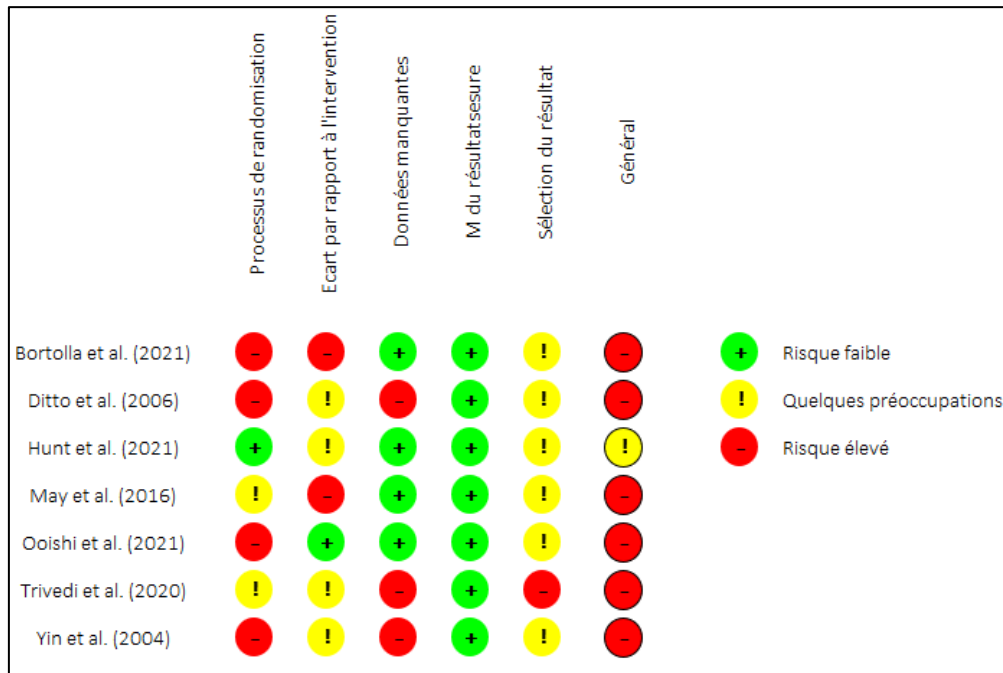 Processus de randomisation
Ecart par rapport à l'intervention
Données manquantes
M du résultatsesure
Sélection du résultat
Général
Bortolla et al. (2021) - - + + ! -
+ Risque faible
Ditto et al. (2006) - ! - + ! -
! Quelques préoccupations
Hunt et al. (2021) + ! + + ! !
- Risque élevé
May et al. (2016) ! - + + ! -
Ooishi et al. (2021) - + + + ! -
Trivedi et al. (2020) ! ! - + - -
Yin et al. (2004) - ! - + ! -